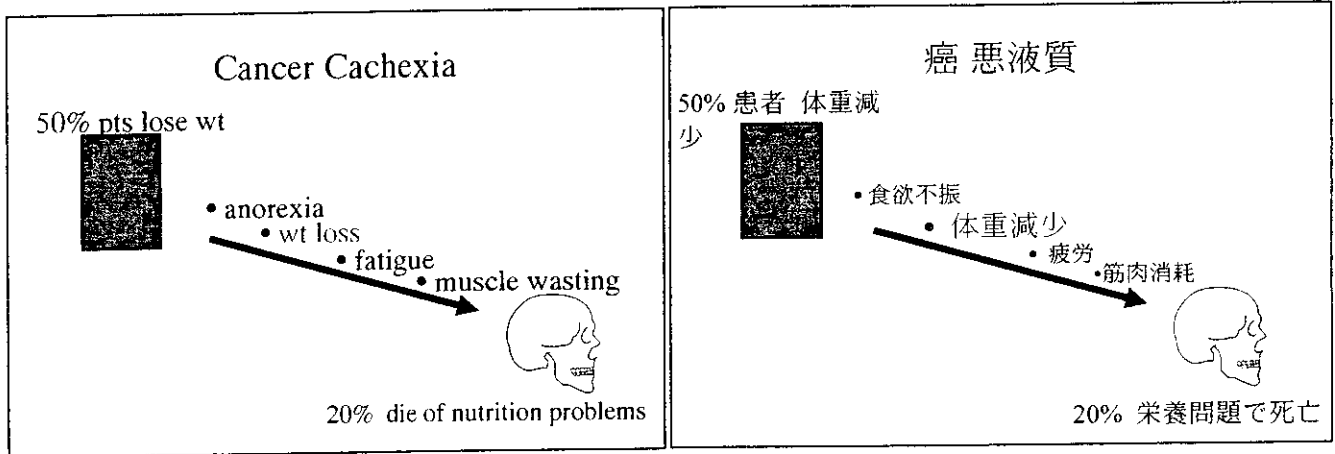 Cancer Cachexia
50% pts lose wt
• anorexia
• wt loss
• fatigue
• muscle wasting
20% die of nutrition problems
癌 悪液質
50% 患者 体重減
少
• 食欲不振
• 体重減少
• 疲労
• 筋肉消耗
20% 栄養問題で死亡